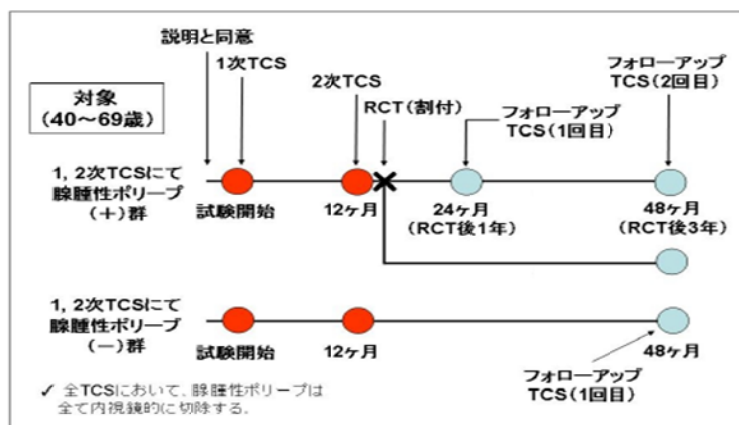 説明と同意
1次TCS
2次TCS
RCT(割付)
フォローアップ
TCS(1回目)
フォローアップ
TCS(2回目)
対象
(40～69歳)
1, 2次TCSにて
腺腫性ポリープ
(＋)群
試験開始
12ヶ月
24ヶ月
(RCT後1年)
48ヶ月
(RCT後3年)
1, 2次TCSにて
腺腫性ポリープ
(－)群
試験開始
12ヶ月
48ヶ月
フォローアップ
TCS(1回目)
✓ 全TCSにおいて、腺腫性ポリープは
全て内視鏡的に切除する。